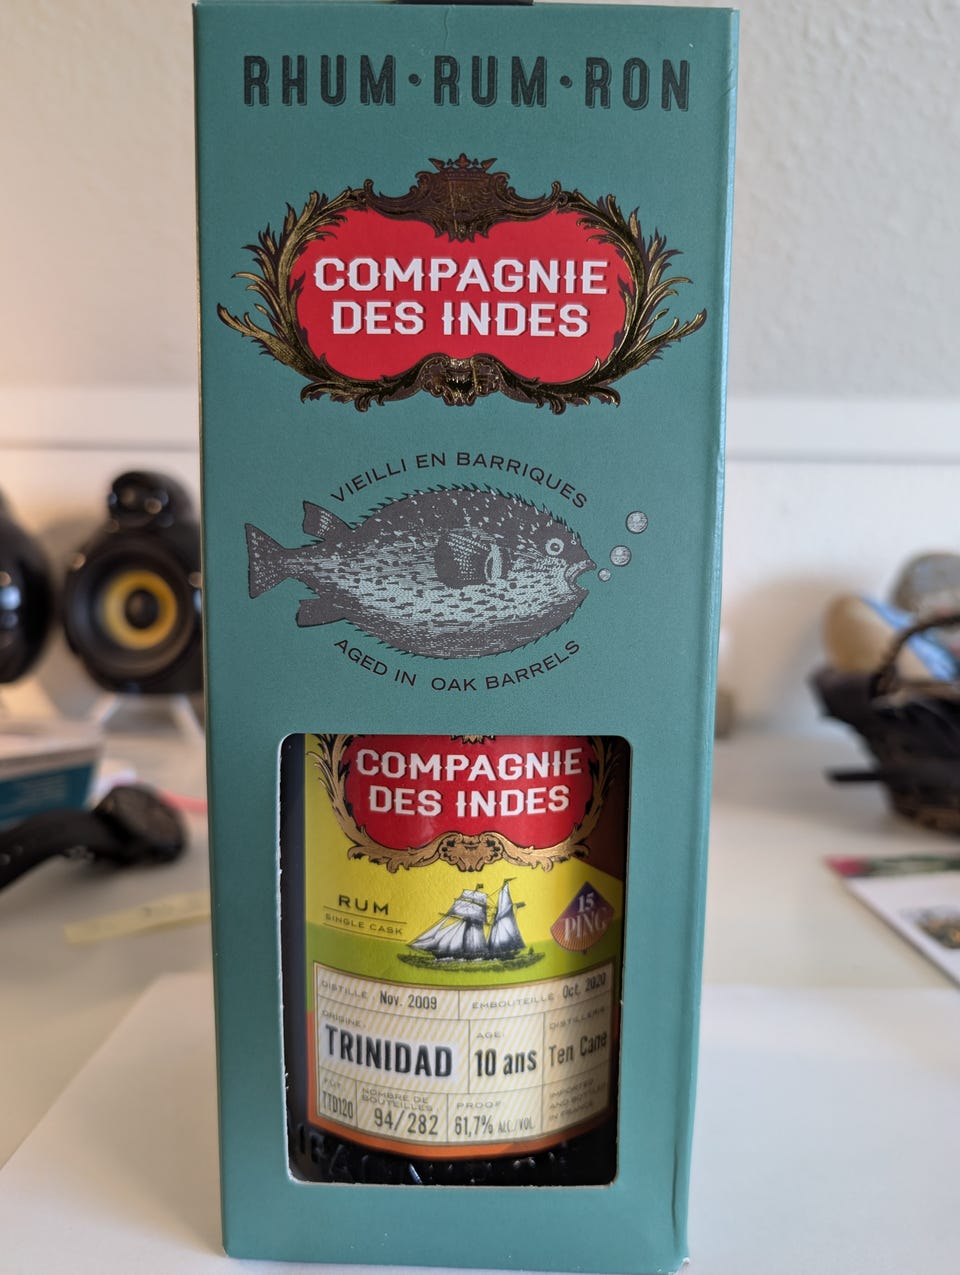 RHUM·RUM·RON
COMPAGNIE
DES INDES
VIEILLI EN BARRIQUES
AGED IN OAK BARRELS
COMPAGNIE
DES INDES
RUM
SINGLE CASK
15
PING
DISTILLÉ Nov. 2009
EMBOUTEILLÉ Oct. 2020
ORIGINE
TRINIDAD
AGE
10 ans
DISTILLERIE
Ten Cane
FUT
TTD120
NOMBRE DE
BOUTEILLES
94/282
PROOF
61,7% ALC./VOL.
IMPORTED
AND BOTTLED
IN FRANCE